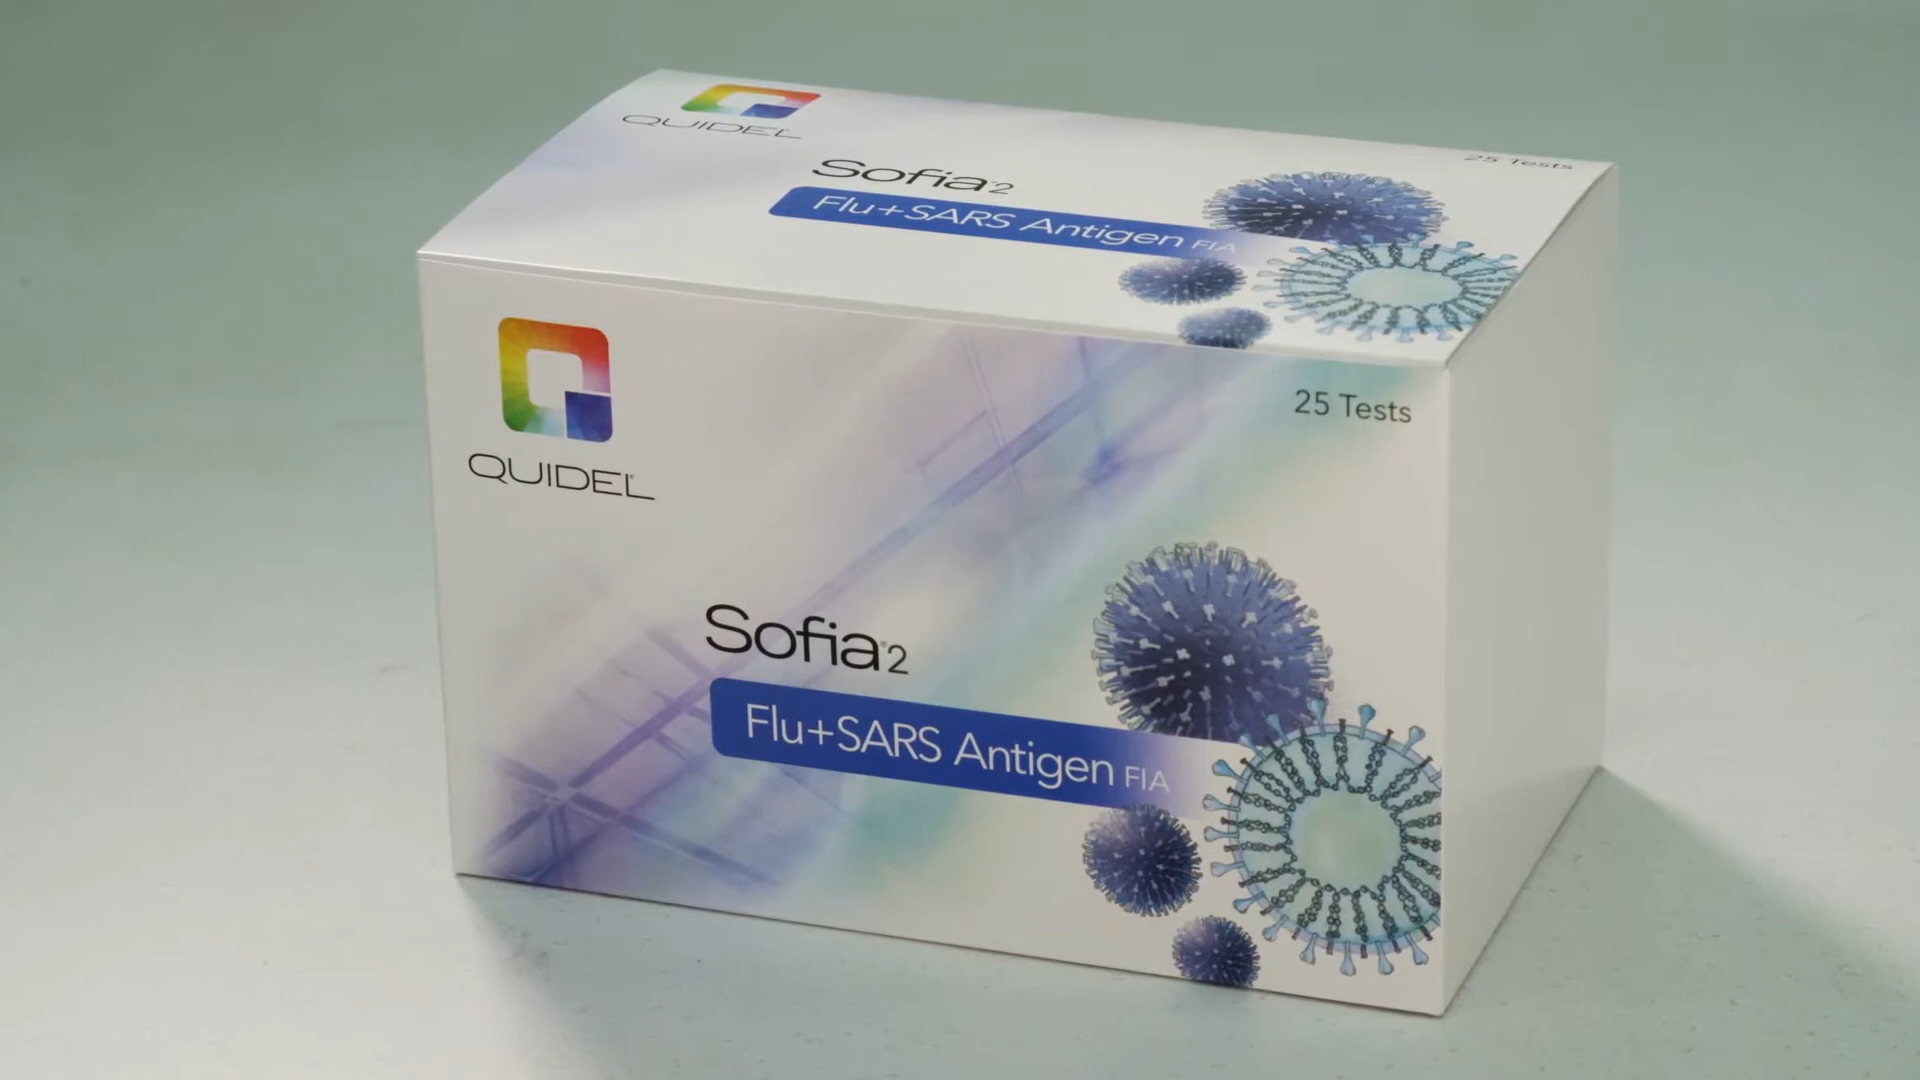 QUIDEL
25 Tests
Sofia 2
Flu+SARS Antigen FIA
QUIDEL
25 Tests
Sofia 2
Flu+SARS Antigen FIA